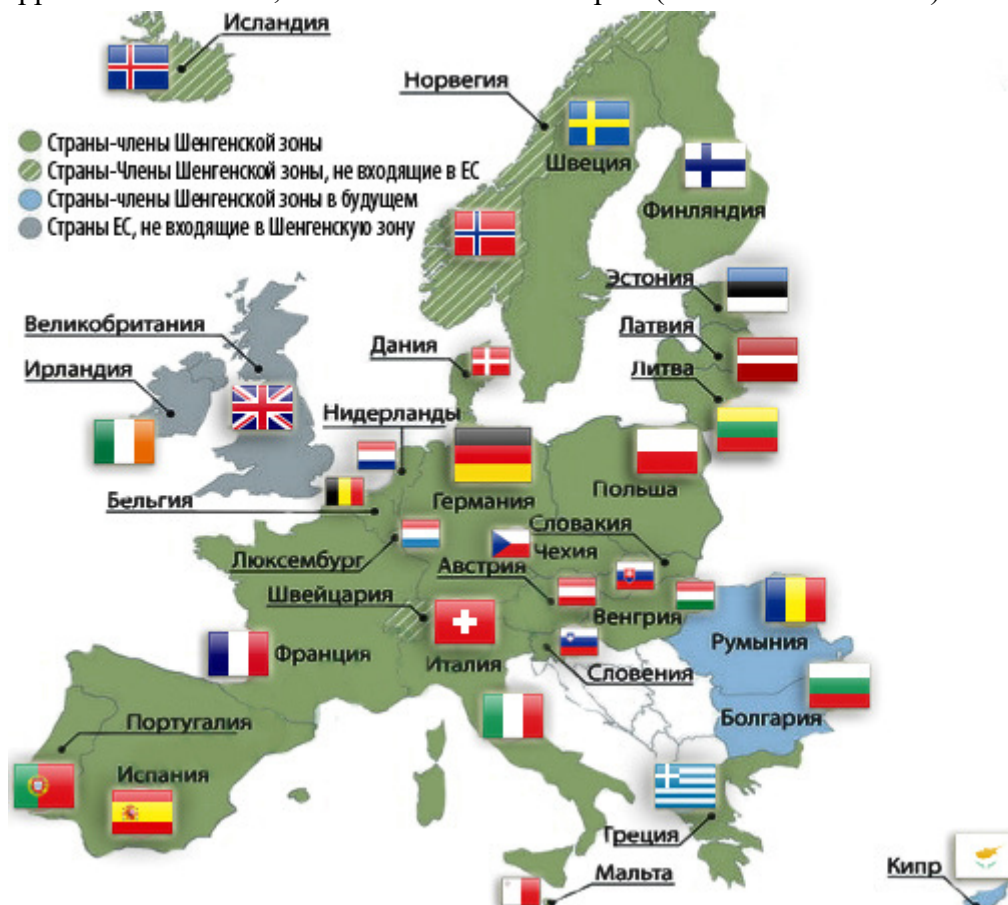 Исландия
Норвегия
Страны-члены Шенгенской зоны
Страны-Члены Шенгенской зоны, не входящие в ЕС
Страны-члены Шенгенской зоны в будущем
Страны ЕС, не входящие в Шенгенскую зону
Швеция
Финляндия
Эстония
Великобритания
Латвия
Дания
Ирландия
Литва
Нидерланды
Польша
Бельгия
Германия
Словакия
Чехия
Люксембург
Австрия
Швейцария
Венгрия
Румыния
Франция
Италия
Словения
Португалия
Болгария
Испания
Греция
Мальта
Кипр